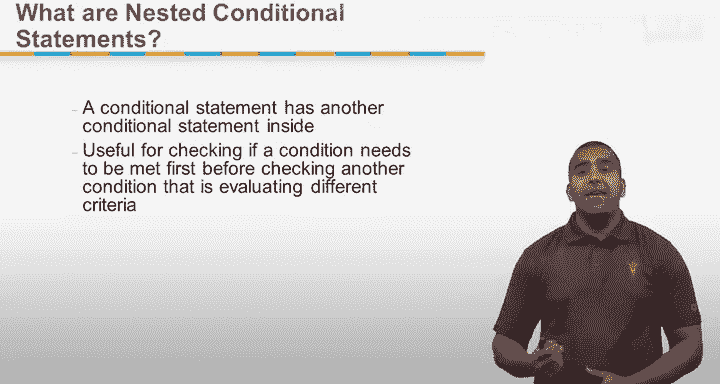 What are Nested Conditional
Statements?
- A conditional statement has another
conditional statement inside
- Useful for checking if a condition needs
to be met first before checking another
condition that is evaluating different
criteria